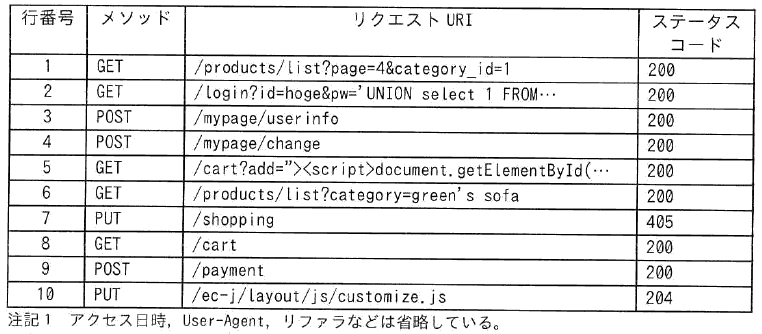 行番号 メソッド リクエスト URI ステータスコード
1 GET /products/list?page=4&category_id=1 200
2 GET /login?id=hoge&pw='UNION select 1 FROM… 200
3 POST /mypage/userinfo 200
4 POST /mypage/change 200
5 GET /cart?add="><script>document.getElementById(… 200
6 GET /products/list?category=green's sofa 200
7 PUT /shopping 405
8 GET /cart 200
9 POST /payment 200
10 PUT /ec-j/layout/js/customize.js 204
注記1 アクセス日時，User-Agent，リファラなどは省略している。